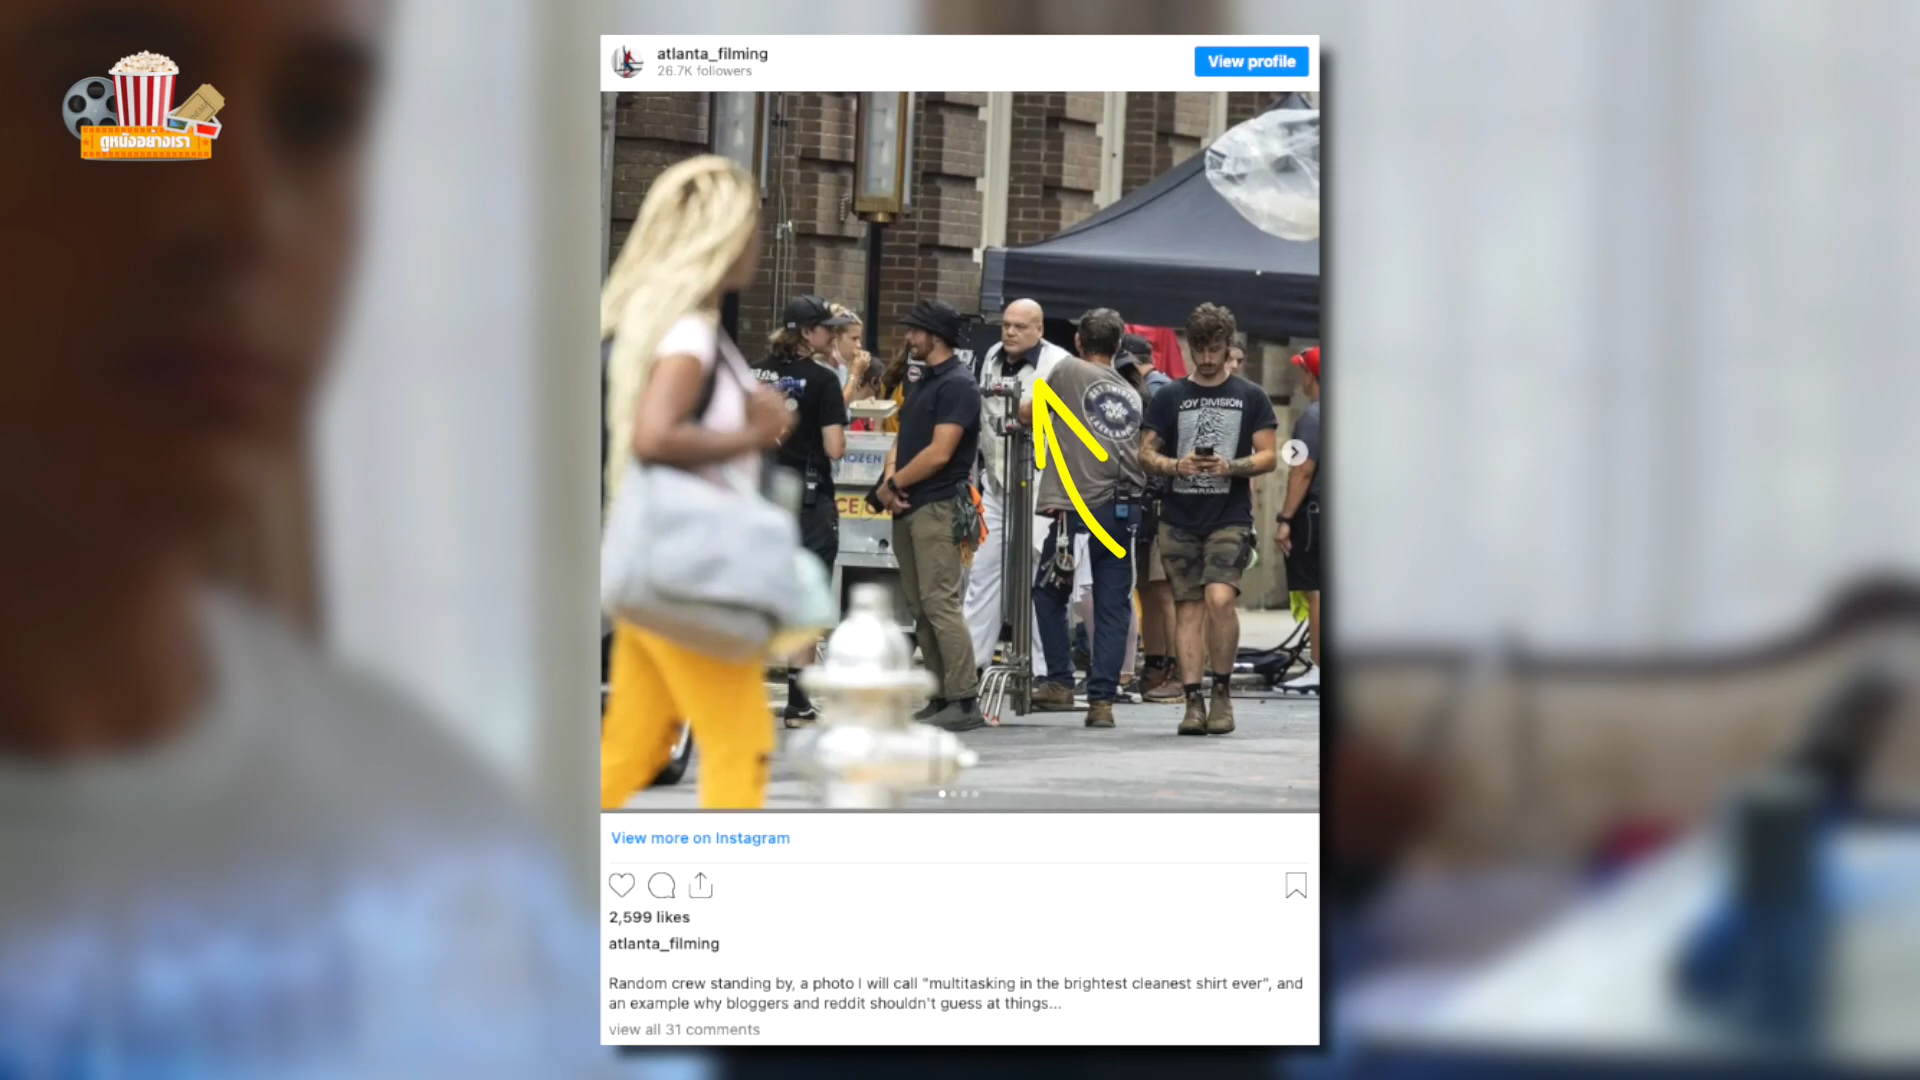 ดูหนังอย่างเรา
atlanta_filming
26.7K followers
View profile
JOY DIVISION
View more on Instagram
2,599 likes
atlanta_filming
Random crew standing by, a photo I will call "multitasking in the brightest cleanest shirt ever", and
an example why bloggers and reddit shouldn't guess at things...
view all 31 comments